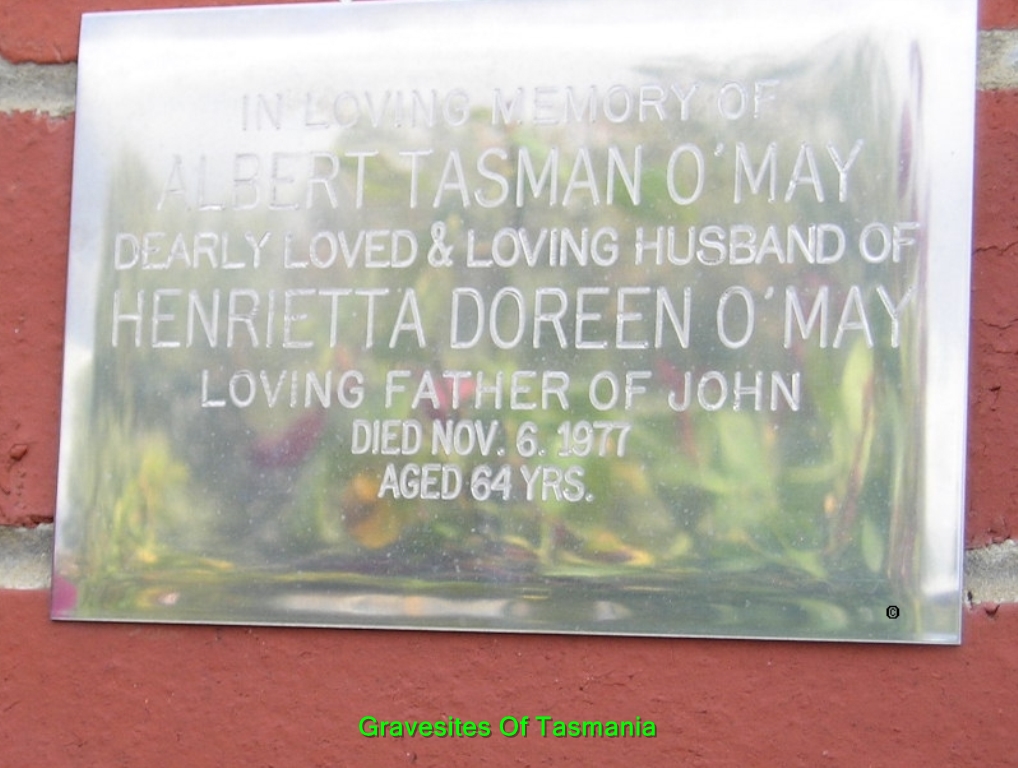 IN LOVING MEMORY OF
ALBERT TASMAN O'MAY
DEARLY LOVED & LOVING HUSBAND OF
HENRIETTA DOREEN O'MAY
LOVING FATHER OF JOHN
DIED NOV. 6. 1977
AGED 64 YRS.
©
Gravesites Of Tasmania